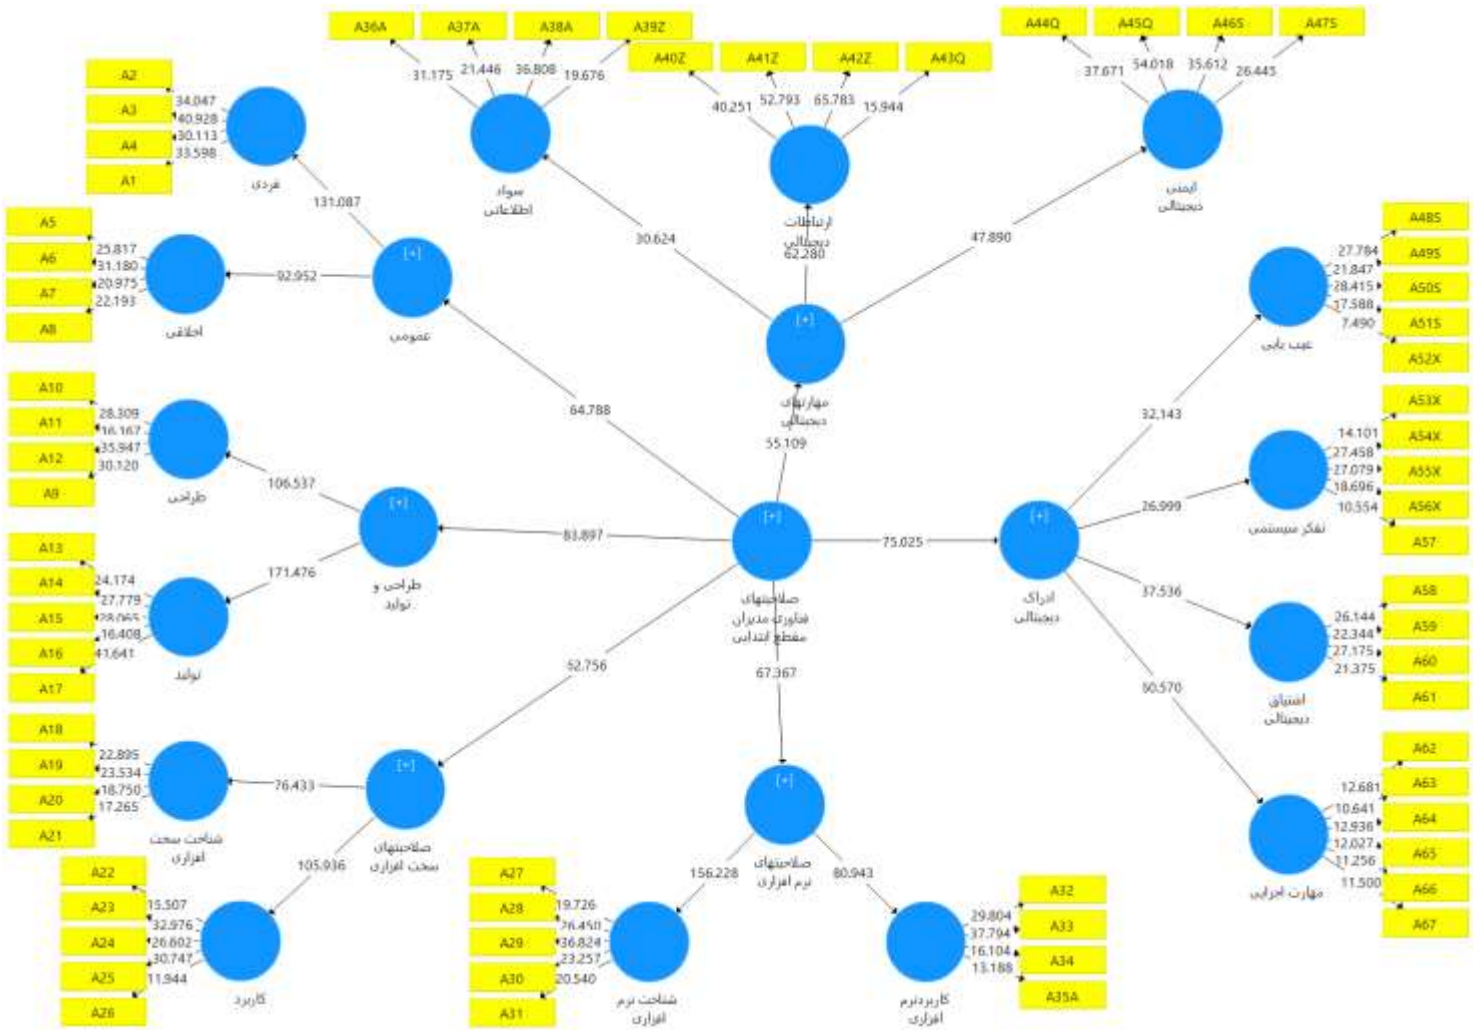 A36A
A37A
A38A
A39Z
31.175
21.446
36.808
19.676
سواد
اطلاعاتی
A40Z
A41Z
A42Z
A43Q
40.251
52.793
65.783
15.944
ارتباطات
دیجیتالی
A44Q
A45Q
A46S
A47S
37.671
54.018
35.612
26.445
ایمنی
دیجیتالی
A2
A3
A4
A1
34.047
40.928
30.113
33.598
فردی
131.087
30.624
62.280
47.890
A5
A6
A7
A8
25.817
31.180
20.975
22.193
اخلاقی
92.952
[+]
عمومی
[+]
مهارتهای
دیجیتالی
64.788
55.109
A10
A11
A12
A9
28.309
16.167
35.947
30.120
طراحی
106.537
A13
A14
A15
A16
A17
24.174
27.779
28.065
16.408
41.641
تولید
171.476
[+]
طراحی و
تولید
83.897
[+]
صلاحیتهای
فناوری مدیران
مقطع ابتدایی
75.025
[+]
ادراک
دیجیتالی
A48S
A49S
A50S
A51S
A52X
27.784
21.847
28.415
17.588
7.490
عیب یابی
32.143
A53X
A54X
A55X
A56X
A57
14.101
27.458
27.079
18.696
10.554
تفکر سیستمی
26.999
A58
A59
A60
A61
26.144
22.344
27.175
21.375
اشتیاق
دیجیتالی
37.536
A62
A63
A64
A65
A66
A67
12.681
10.641
12.936
12.027
11.256
11.500
مهارت اجرایی
52.756
67.367
A18
A19
A20
A21
22.895
23.534
18.750
17.265
شناخت سخت
افزاری
76.433
[+]
صلاحیتهای
سخت افزاری
A22
A23
A24
A25
A26
15.507
32.976
26.602
30.747
11.944
کاربرد
105.936
[+]
صلاحیتهای
نرم افزاری
156.228
80.943
A27
A28
A29
A30
A31
19.726
26.450
36.824
23.257
20.540
شناخت نرم
افزاری
A32
A33
A34
A35A
29.804
37.794
16.104
13.188
کاربردنرم
افزاری